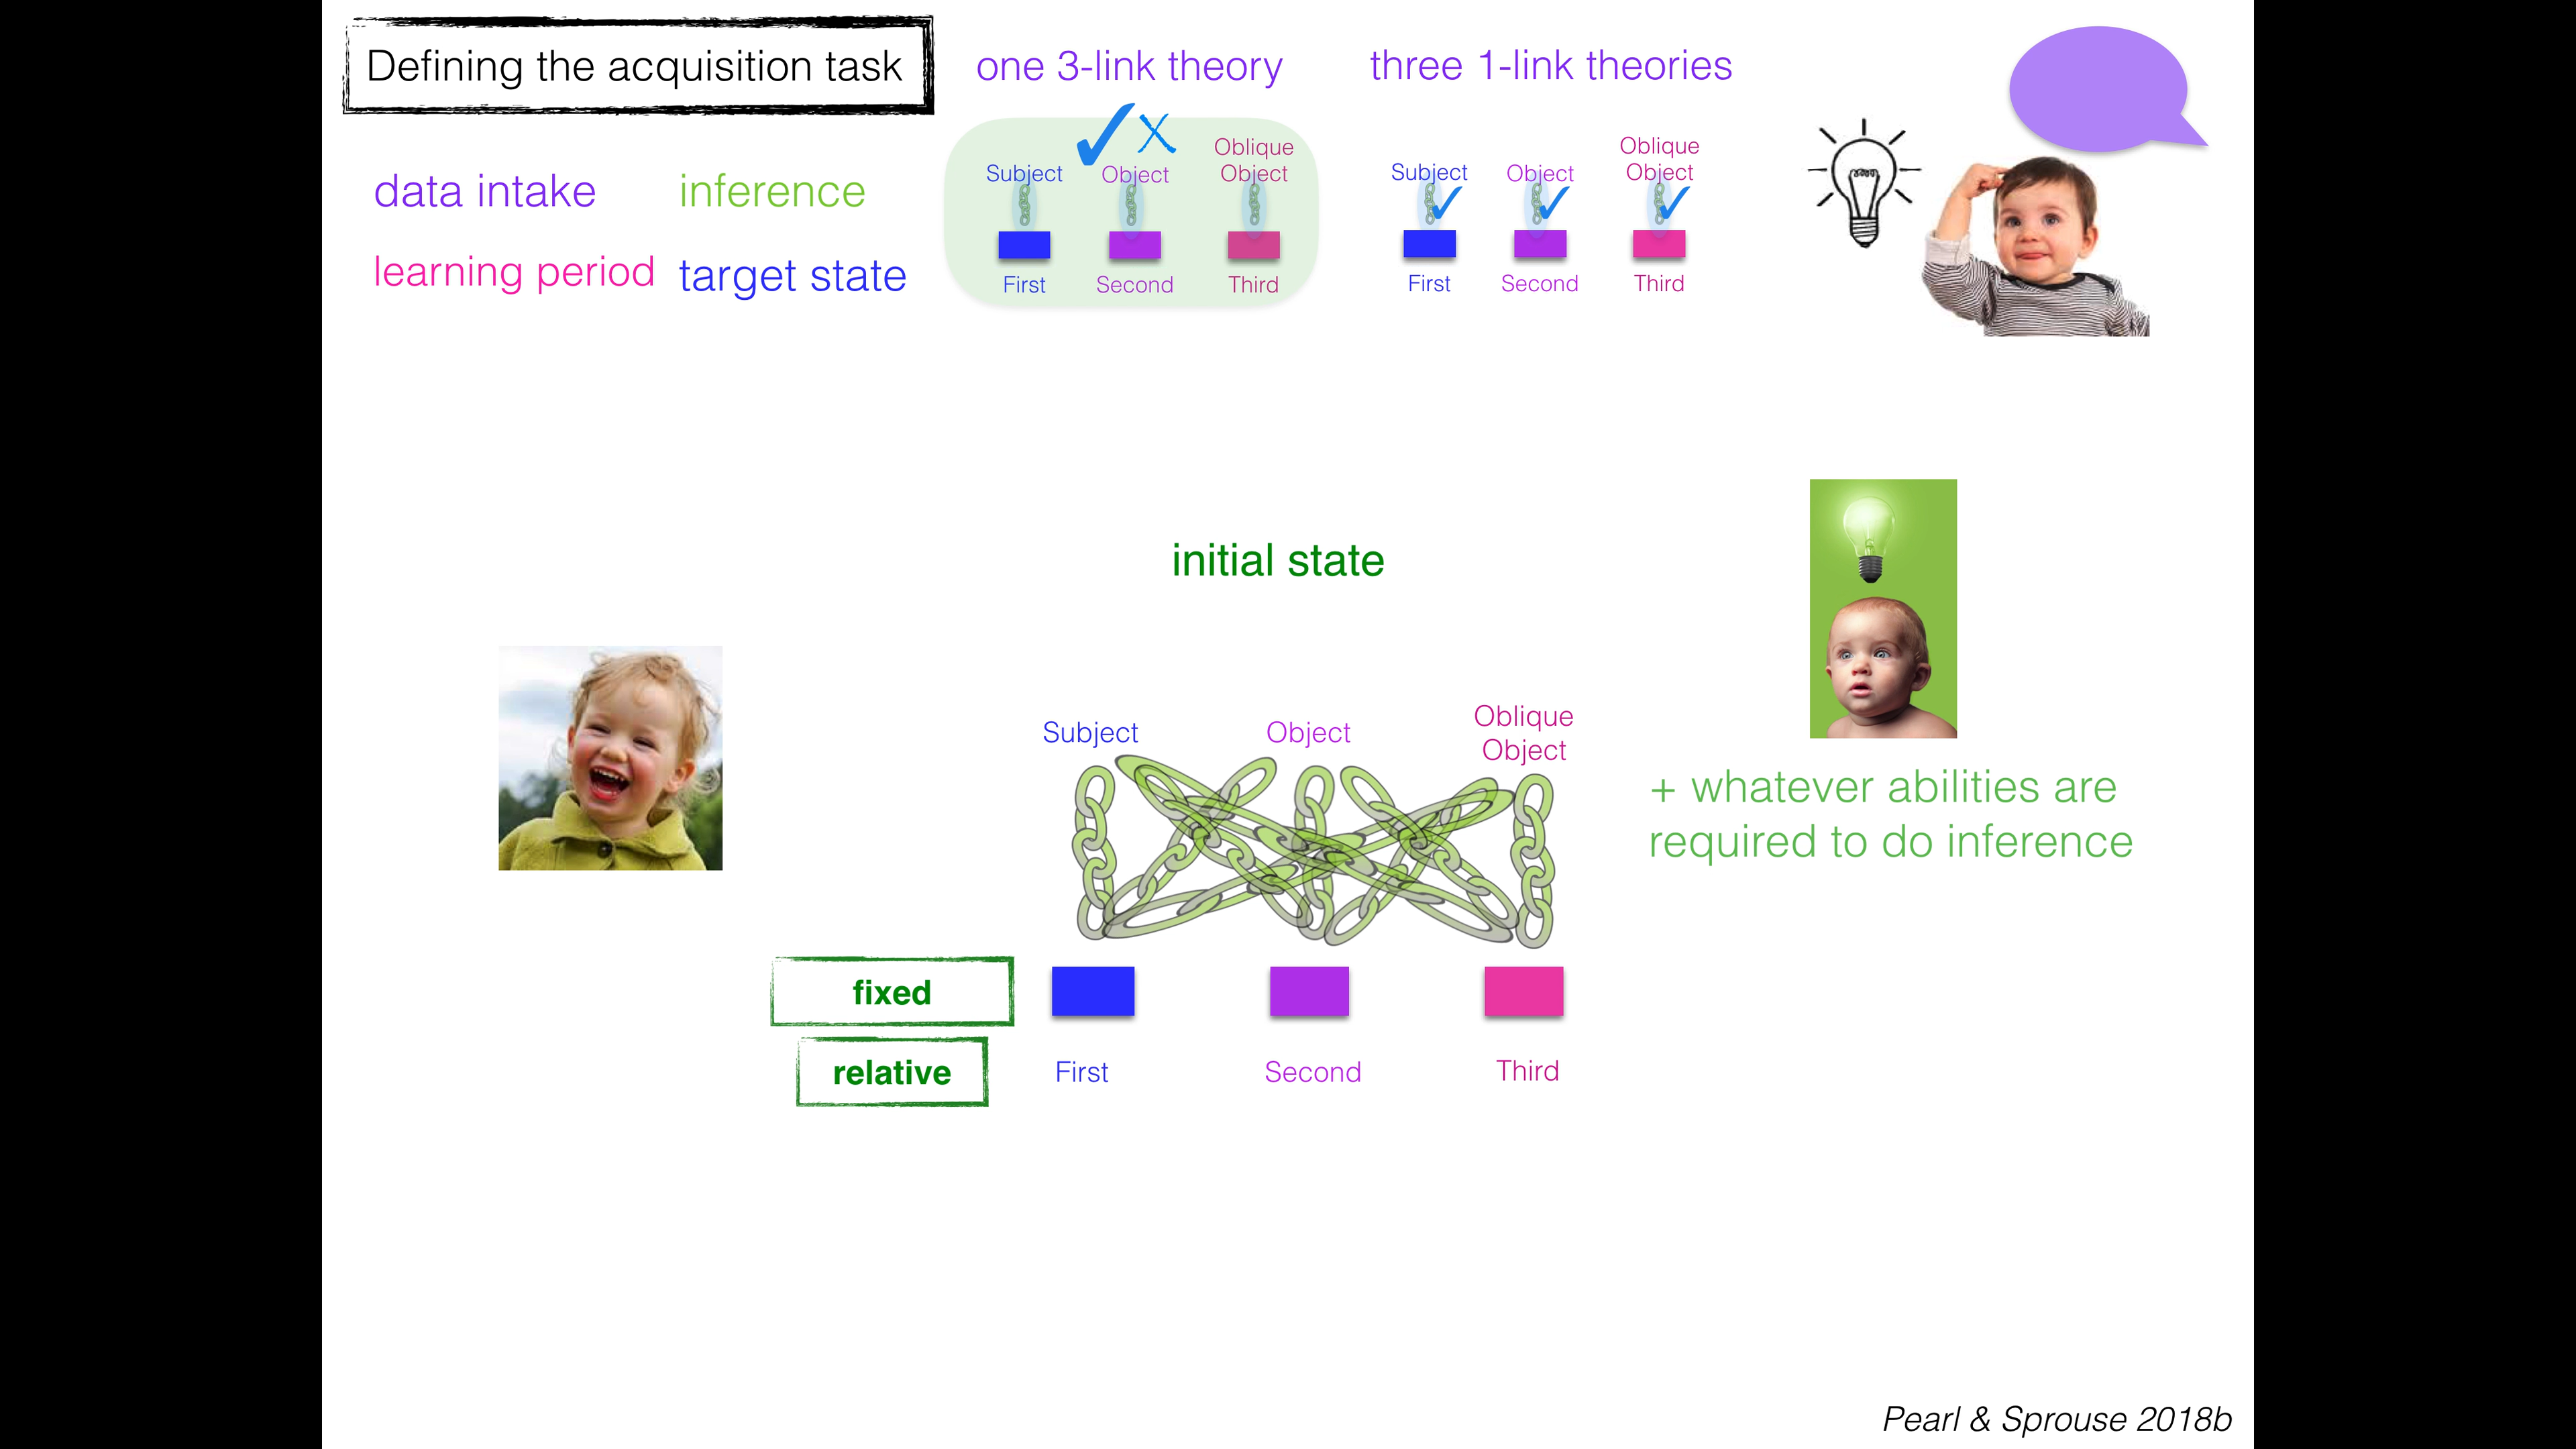 Defining the acquisition task
one 3-link theory
three 1-link theories
data intake
inference
learning period
target state
Subject
Object
Oblique
Object
First
Second
Third
Subject
Object
Oblique
Object
First
Second
Third
initial state
Subject
Object
Oblique
Object
+ whatever abilities are
required to do inference
fixed
relative
First
Second
Third
Pearl & Sprouse 2018b